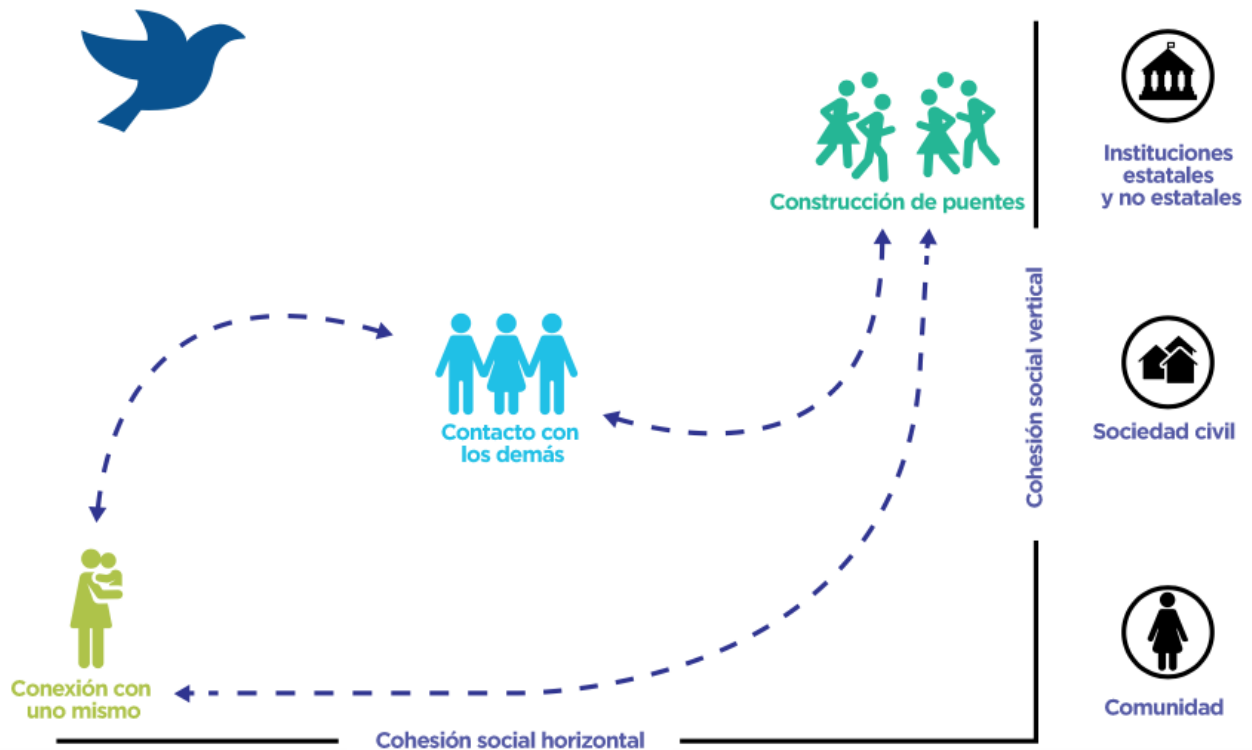 Instituciones
estatales
y no estatales
Construcción de puentes
Cohesión social vertical
Contacto con
los demás
Sociedad civil
Conexión con
uno mismo
Comunidad
Cohesión social horizontal